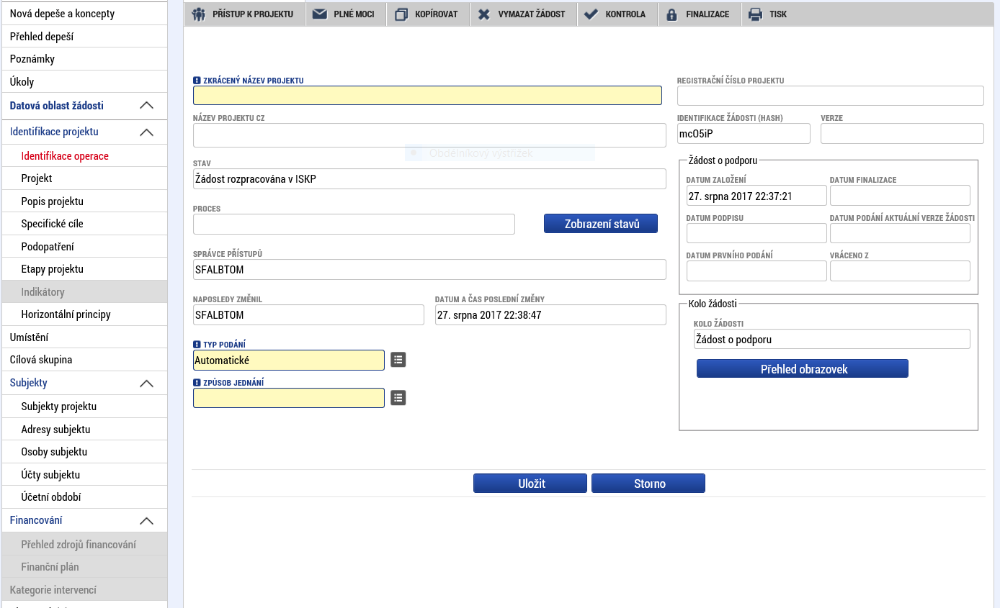 Nová depeše a koncepty
Přehled depeší
Poznámky
Úkoly
Datová oblast žádosti
Identifikace projektu
Identifikace operace
Projekt
Popis projektu
Specifické cíle
Podopatření
Etapy projektu
Indikátory
Horizontální principy
Umístění
Cílová skupina
Subjekty
Subjekty projektu
Adresy subjektu
Osoby subjektu
Účty subjektu
Účetní období
Financování
Přehled zdrojů financování
Finanční plán
Kategorie intervencí
PŘÍSTUP K PROJEKTU PLNÉ MOCI KOPÍROVAT VYMAZAT ŽÁDOST KONTROLA FINALIZACE TISK
ZKRÁCENÝ NÁZEV PROJEKTU
NÁZEV PROJEKTU CZ
Obdélníkový výstřižek
STAV
Žádost rozpracována v ISKP
PROCES
Zobrazení stavů
SPRÁVCE PŘÍSTUPŮ
SFALBTOM
NAPOSLEDY ZMĚNIL DATUM A ČAS POSLEDNÍ ZMĚNY
SFALBTOM 27. srpna 2017 22:38:47
TYP PODÁNÍ
Automatické
ZPŮSOB JEDNÁNÍ
REGISTRAČNÍ ČÍSLO PROJEKTU
IDENTIFIKACE ŽÁDOSTI (HASH) VERZE
mcO5iP
Žádost o podporu
DATUM ZALOŽENÍ DATUM FINALIZACE
27. srpna 2017 22:37:21
DATUM PODPISU DATUM PODÁNÍ AKTUÁLNÍ VERZE ŽÁDOSTI
DATUM PRVNÍHO PODÁNÍ VRÁCENO Z
Kolo žádosti
KOLO ŽÁDOSTI
Žádost o podporu
Přehled obrazovek
Uložit Storno